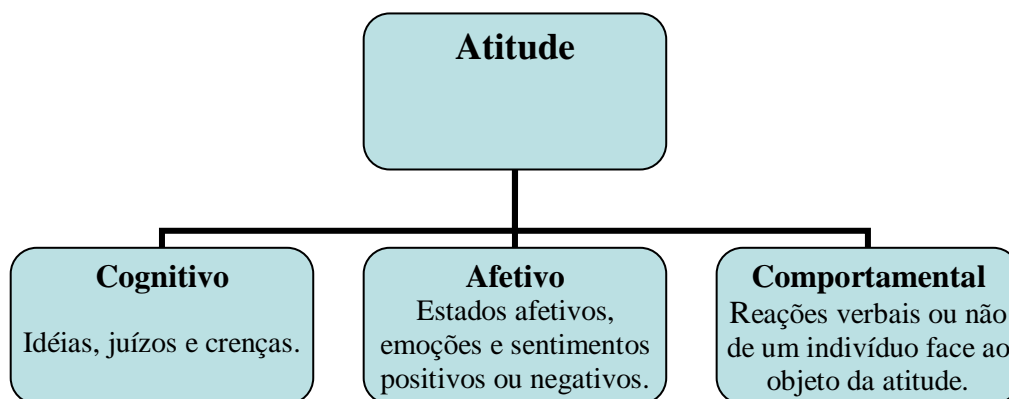 Atitude
Cognitivo
Idéias, juízos e crenças.
Afetivo
Estados afetivos,
emoções e sentimentos
positivos ou negativos.
Comportamental
Reações verbais ou não
de um indivíduo face ao
objeto da atitude.